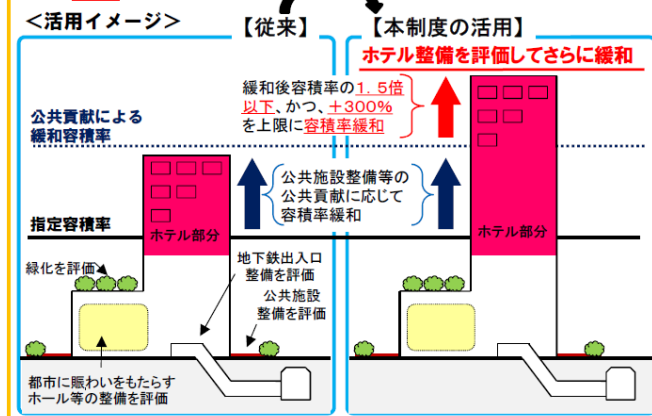 ＜活用イメージ＞
【従来】
【本制度の活用】
ホテル整備を評価してさらに緩和
緩和後容積率の1．5倍
以下、かつ、＋300%
を上限に容積率緩和
公共貢献による
緩和容積率
公共施設整備等の
公共貢献に応じて
容積率緩和
指定容積率
ホテル部分
ホテル部分
緑化を評価
地下鉄出入口
整備を評価
公共施設
整備を評価
都市に賑わいをもたらす
ホール等の整備を評価